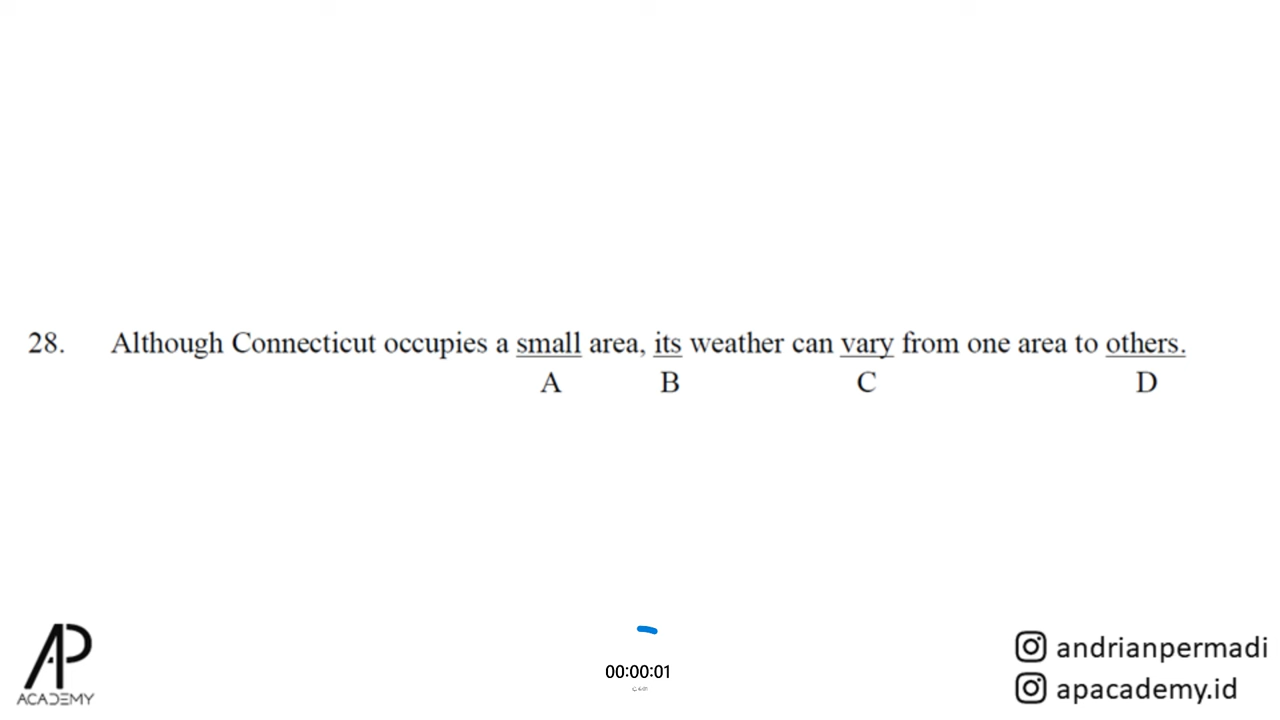 28. Although Connecticut occupies a small area, its weather can vary from one area to others.
A B C D
AP
ACADEMY
00:00:01
andrianpermadi
apacademy.id